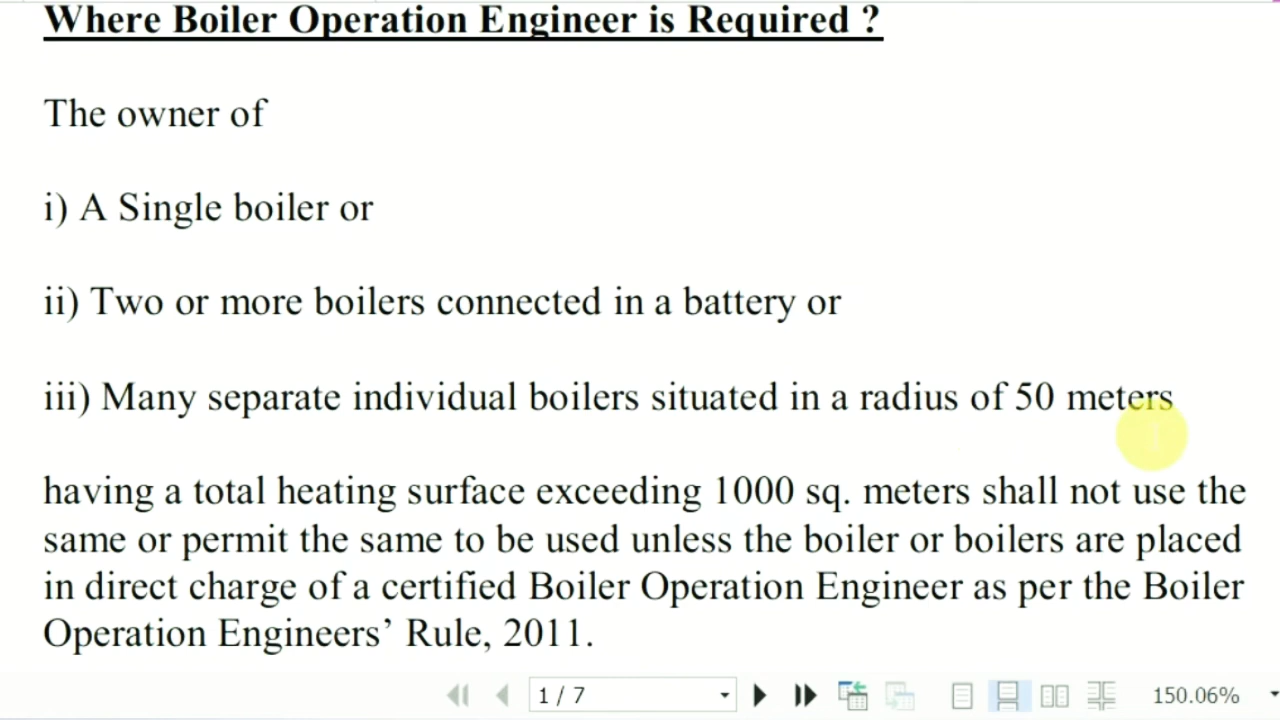 Where Boiler Operation Engineer is Required ?
The owner of
i) A Single boiler or
ii) Two or more boilers connected in a battery or
iii) Many separate individual boilers situated in a radius of 50 meters
having a total heating surface exceeding 1000 sq. meters shall not use the
same or permit the same to be used unless the boiler or boilers are placed
in direct charge of a certified Boiler Operation Engineer as per the Boiler
Operation Engineers’ Rule, 2011.
1 / 7
150.06%